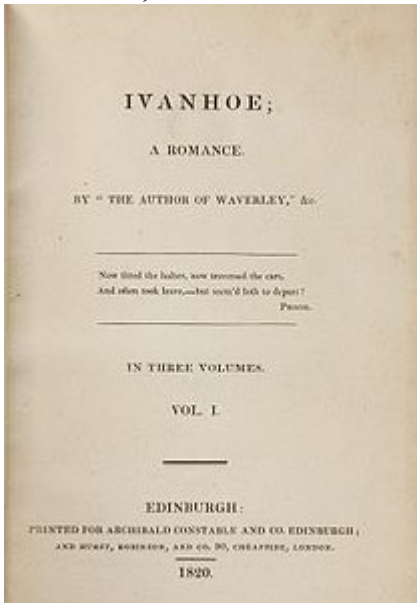 IVANHOE;
A ROMANCE.
BY " THE AUTHOR OF WAVERLEY," &c.
Now fitted the halter, now traversed the cart,
And often took leave,—but seem'd loth to depart!
PRIOR.
IN THREE VOLUMES.
VOL. I.
EDINBURGH:
PRINTED FOR ARCHIBALD CONSTABLE AND CO. EDINBURGH;
AND HURST, ROBINSON, AND CO. 90, CHEAPSIDE, LONDON.
1820.